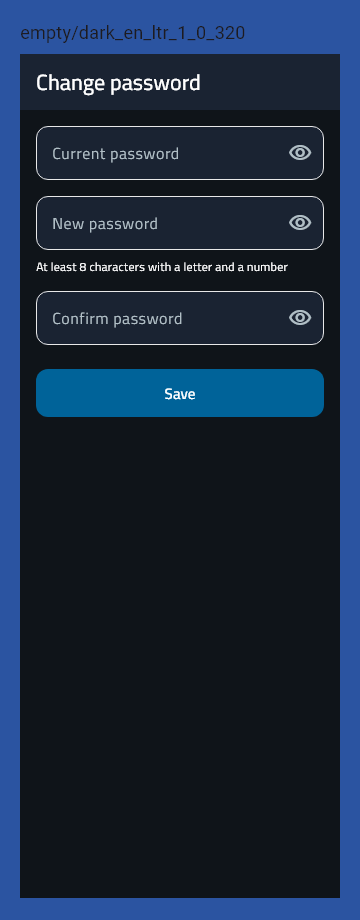 empty/dark_en_ltr_1_0_320
Change password
Current password
New password
At least 8 characters with a letter and a number
Confirm password
Save